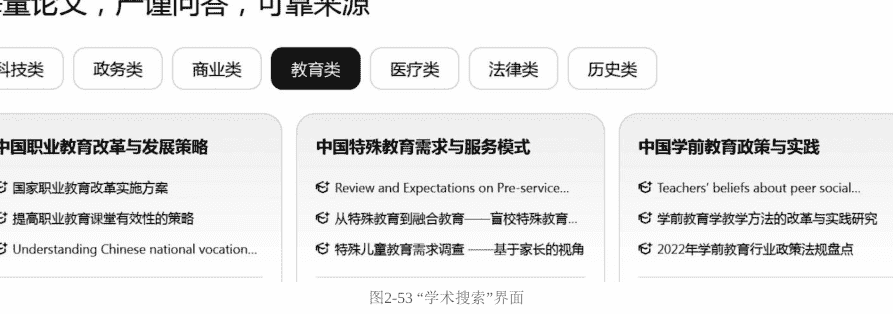 海量论文，严谨问答，可靠来源
科技类 政务类 商业类 教育类 医疗类 法律类 历史类
中国职业教育改革与发展策略
国家职业教育改革实施方案
提高职业教育课堂有效性的策略
Understanding Chinese national vocation...
中国特殊教育需求与服务模式
Review and Expectations on Pre-service...
从特殊教育到融合教育——盲校特殊教育...
特殊儿童教育需求调查 ——基于家长的视角
中国学前教育政策与实践
Teachers' beliefs about peer social...
学前教育学教学方法的改革与实践研究
2022年学前教育行业政策法规盘点
图2-53 “学术搜索”界面